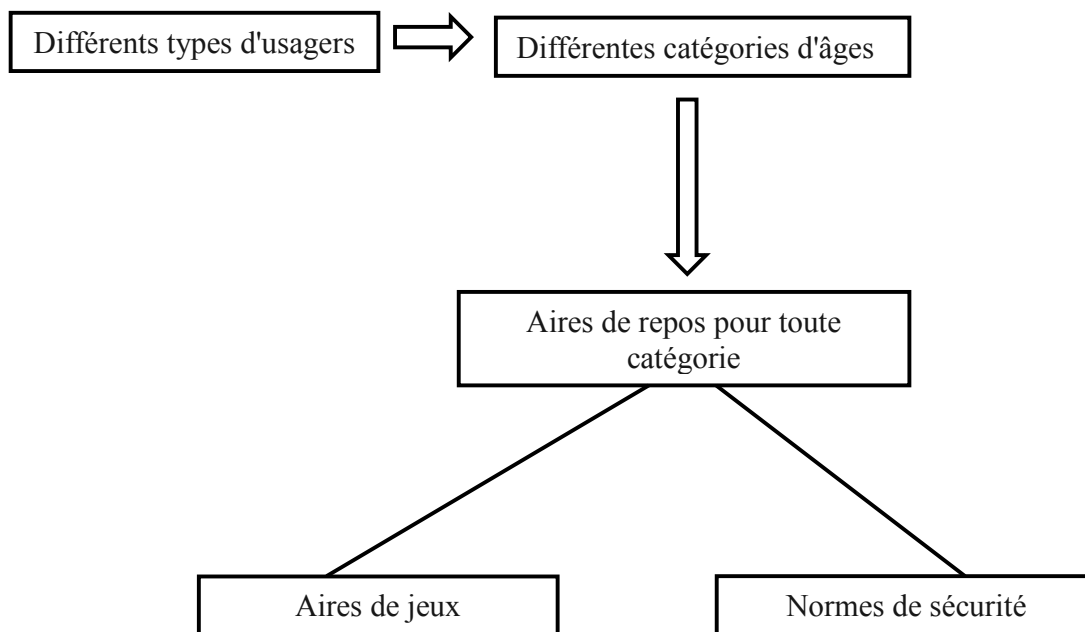 Différents types d'usagers
Différentes catégories d'âges
Aires de repos pour toute
catégorie
Aires de jeux
Normes de sécurité